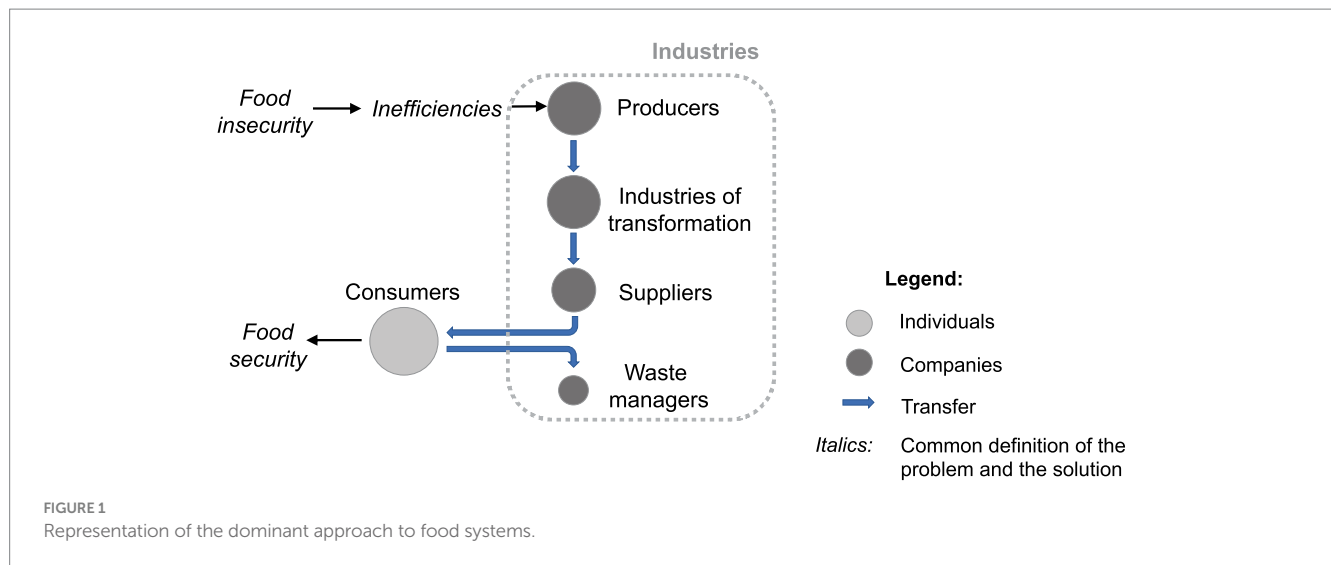 Industries
Food
insecurity
Inefficiencies
Producers
Industries of
transformation
Suppliers
Consumers
Food
security
Waste
managers
Legend:
Individuals
Companies
Transfer
Italics: Common definition of the
problem and the solution
FIGURE 1
Representation of the dominant approach to food systems.